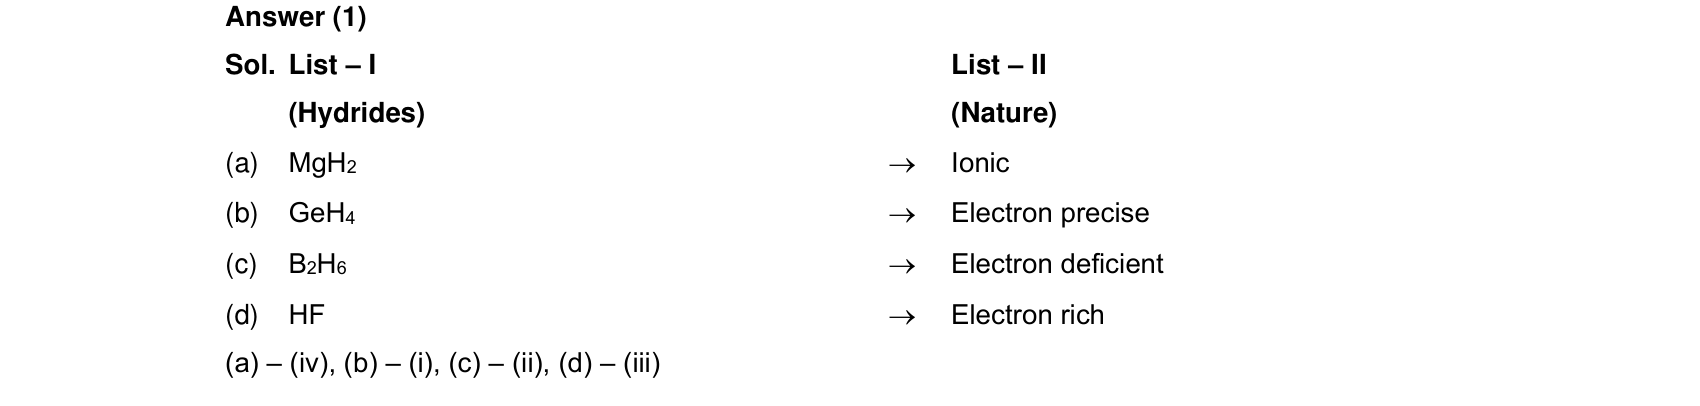 Answer (1)
Sol. List – I List – II
(Hydrides) (Nature)
(a) MgH₂ → Ionic
(b) GeH₄ → Electron precise
(c) B₂H₆ → Electron deficient
(d) HF → Electron rich
(a) – (iv), (b) – (i), (c) – (ii), (d) – (iii)